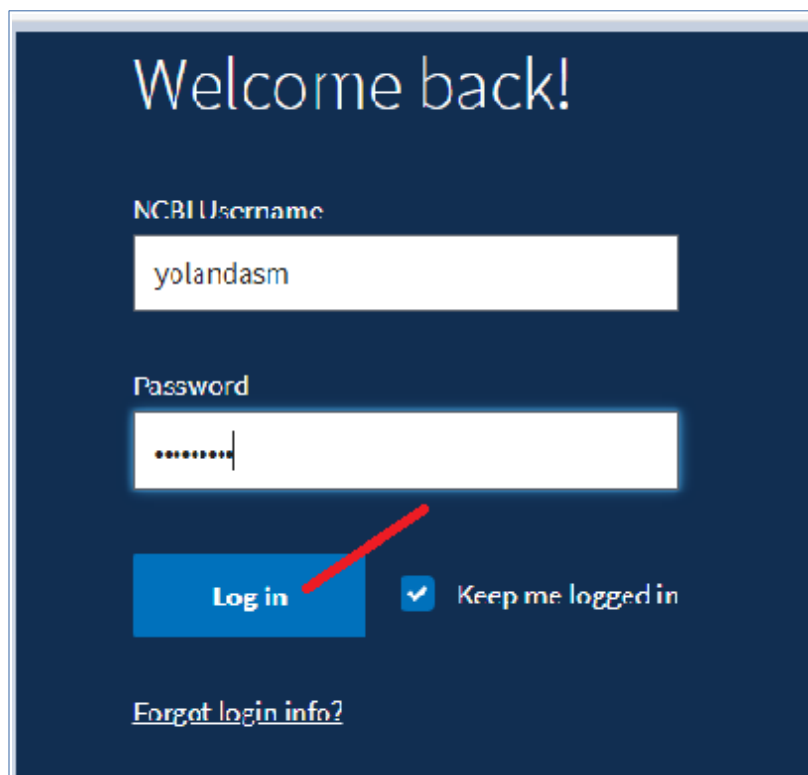 Welcome back!
NCBI Username
yolandasm
Password
•••••••••
Log in
Keep me logged in
Forgot login info?